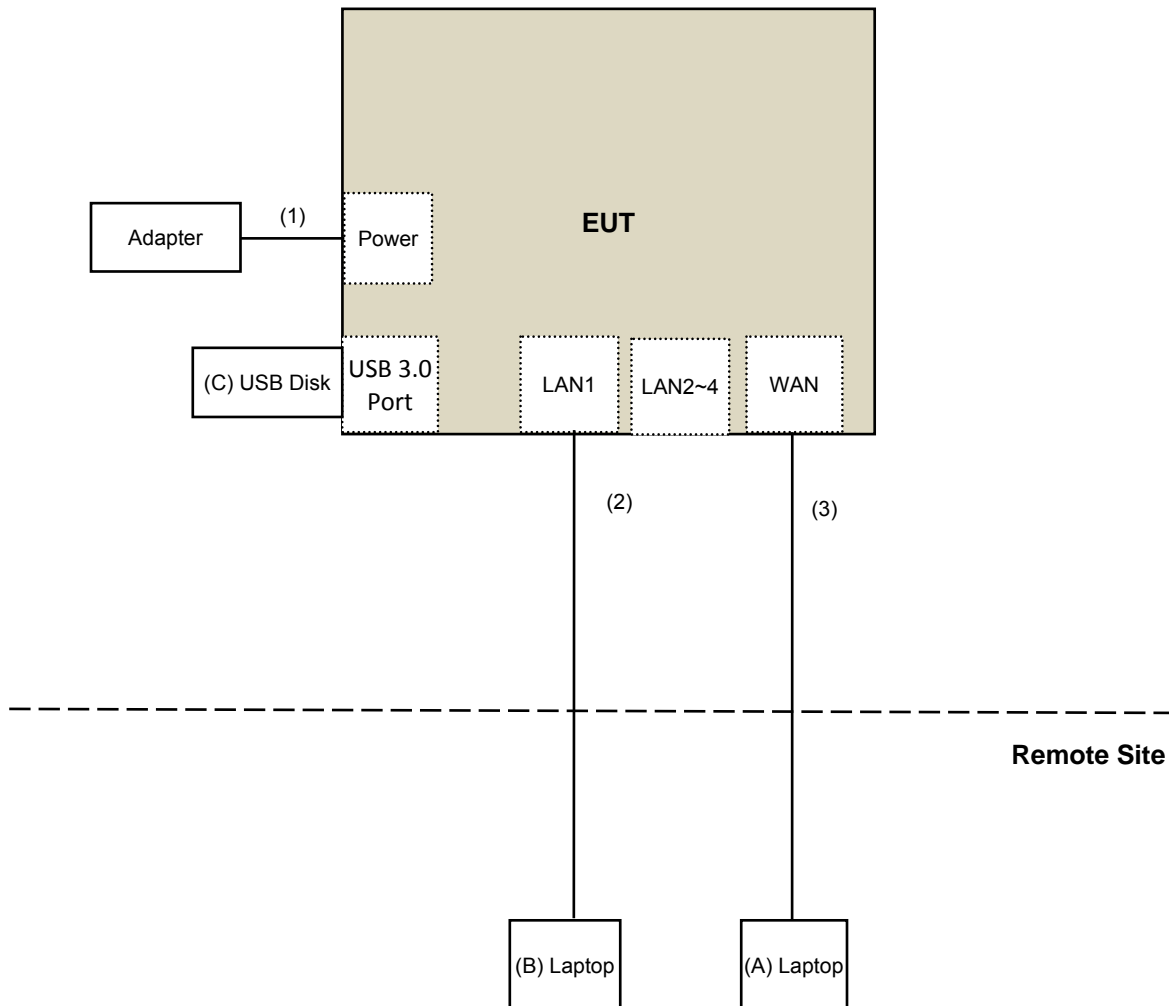 EUT
(1)
Adapter
Power
(C) USB Disk
USB 3.0
Port
LAN1
LAN2~4
WAN
(2)
(3)
Remote Site
(B) Laptop
(A) Laptop